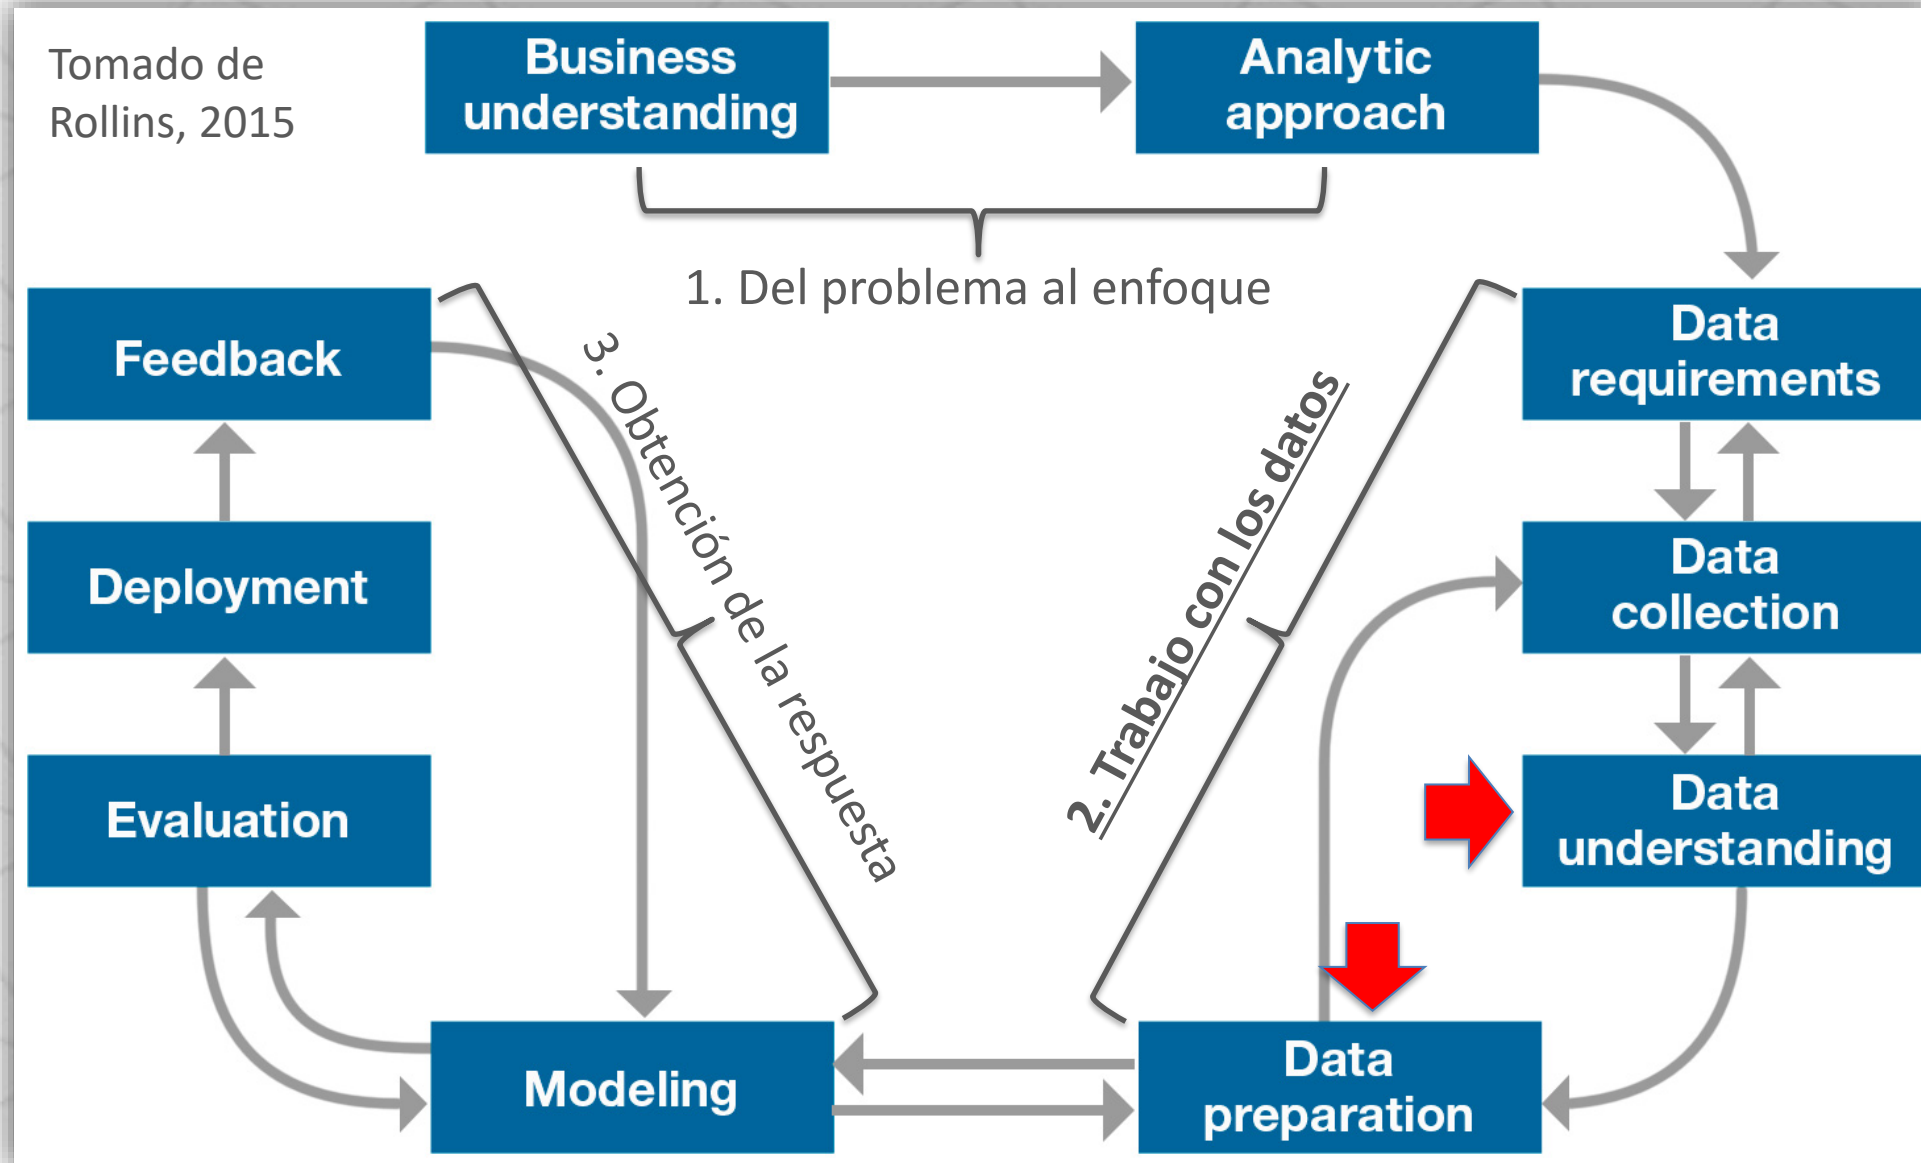 Tomado de
Rollins, 2015
Business
understanding
Analytic
approach
1. Del problema al enfoque
Feedback
3. Obtención de la respuesta
2. Trabajo con los datos
Data
requirements
Deployment
Data
collection
Evaluation
Data
understanding
Modeling
Data
preparation